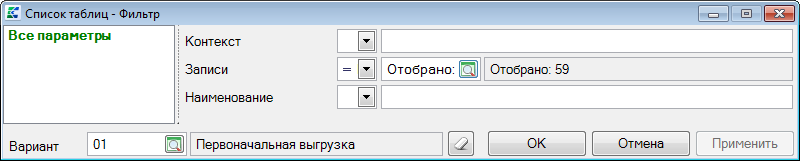 Список таблиц - Фильтр
Все параметры
Контекст
Записи = Отобрано: Отобрано: 59
Наименование
Вариант 01 Первоначальная выгрузка OK Отмена Применить